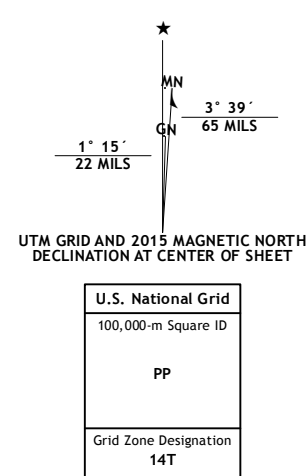 ★
MN
3° 39´
65 MILS
GN
1° 15´
22 MILS
UTM GRID AND 2015 MAGNETIC NORTH
DECLINATION AT CENTER OF SHEET
U.S. National Grid
100,000-m Square ID
PP
Grid Zone Designation
14T